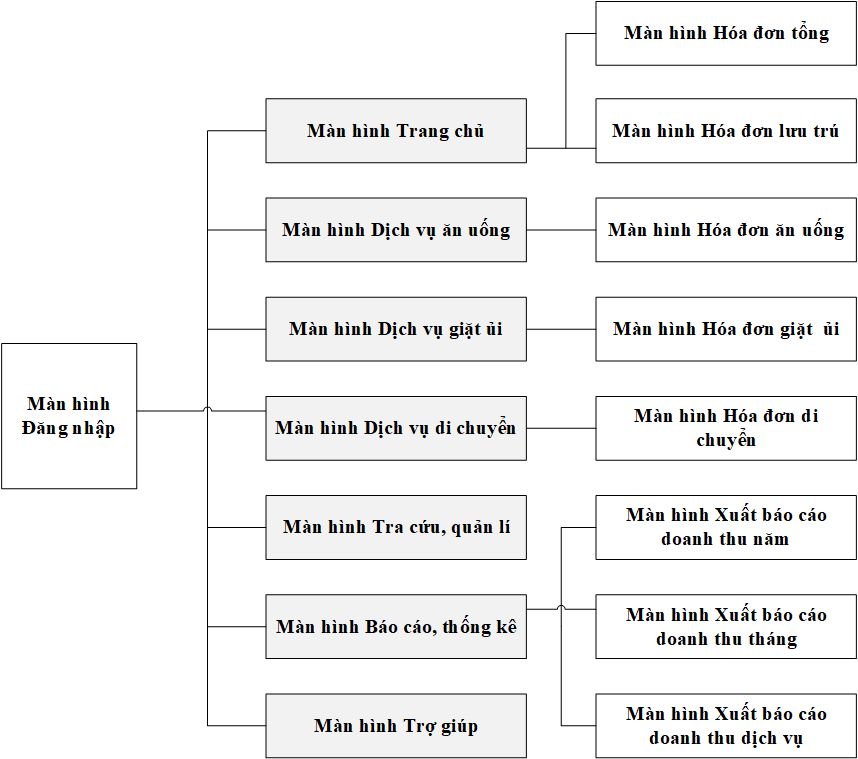 Màn hình Hóa đơn tổng
Màn hình Trang chủ
Màn hình Hóa đơn lưu trú
Màn hình Dịch vụ ăn uống
Màn hình Hóa đơn ăn uống
Màn hình Dịch vụ giặt ủi
Màn hình Hóa đơn giặt  ủi
Màn hình
Đăng nhập
Màn hình Dịch vụ di chuyển
Màn hình Hóa đơn di
chuyển
Màn hình Tra cứu, quản lí
Màn hình Xuất báo cáo
doanh thu năm
Màn hình Báo cáo, thống kê
Màn hình Xuất báo cáo
doanh thu tháng
Màn hình Trợ giúp
Màn hình Xuất báo cáo
doanh thu dịch vụ